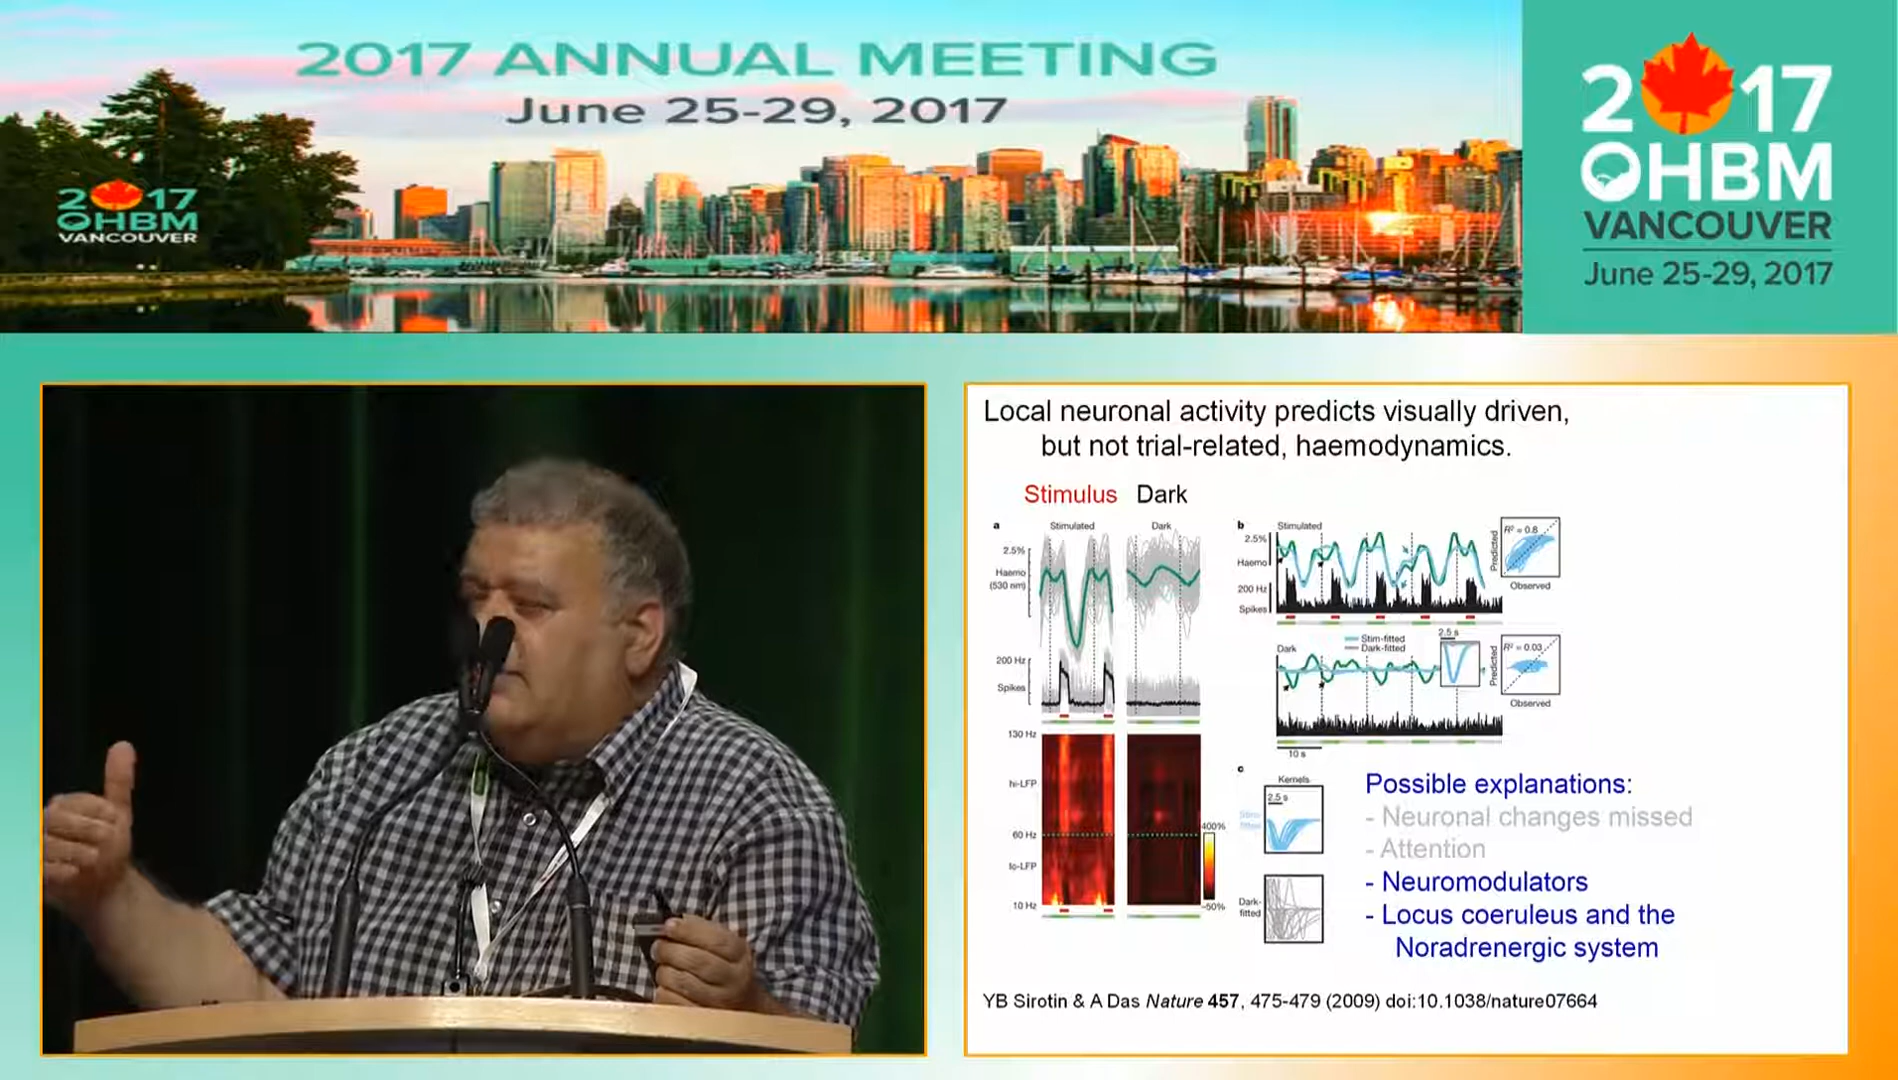 2017 ANNUAL MEETING
June 25-29, 2017
2017
OHBM
VANCOUVER
2017
OHBM
VANCOUVER
June 25-29, 2017
Local neuronal activity predicts visually driven,
but not trial-related, haemodynamics.
Stimulus Dark
a Stimulated Dark
2.5%
Haemo
(530 nm)
200 Hz
Spikes
130 Hz
hi-LFP
60 Hz
lo-LFP
10 Hz
400%
-50%
b Stimulated
2.5%
Haemo
200 Hz
Spikes
R² = 0.8
Predicted
Observed
Dark
Stim-fitted
Dark-fitted
2.5 s
R² = 0.03
Predicted
Observed
10 s
c Kernels
2.5 s
Dark-
fitted
Possible explanations:
- Neuronal changes missed
- Attention
- Neuromodulators
- Locus coeruleus and the
Noradrenergic system
YB Sirotin & A Das Nature 457, 475-479 (2009) doi:10.1038/nature07664